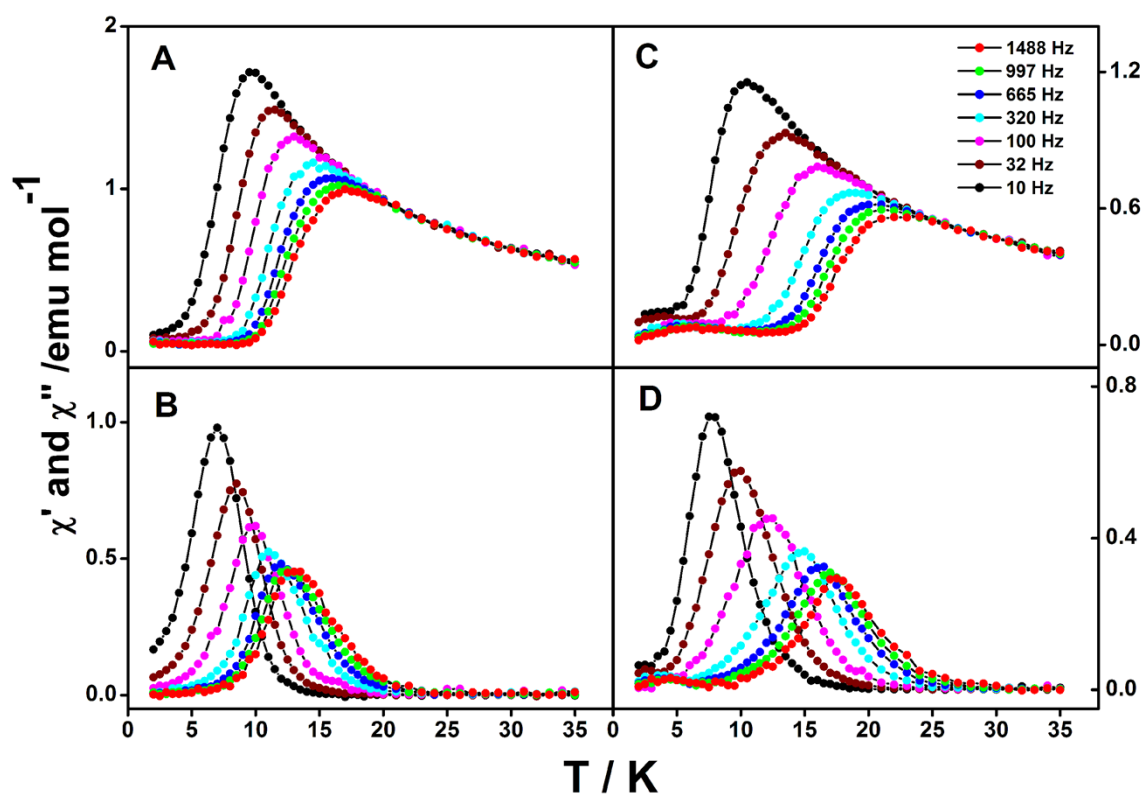 χ' and χ'' /emu mol⁻¹
2
1
0
A
C
1488 Hz
997 Hz
665 Hz
320 Hz
100 Hz
32 Hz
10 Hz
1.2
0.6
0.0
1.0
0.5
0.0
B
D
0.8
0.4
0.0
0 5 10 15 20 25 30 35 5 10 15 20 25 30 35
T / K